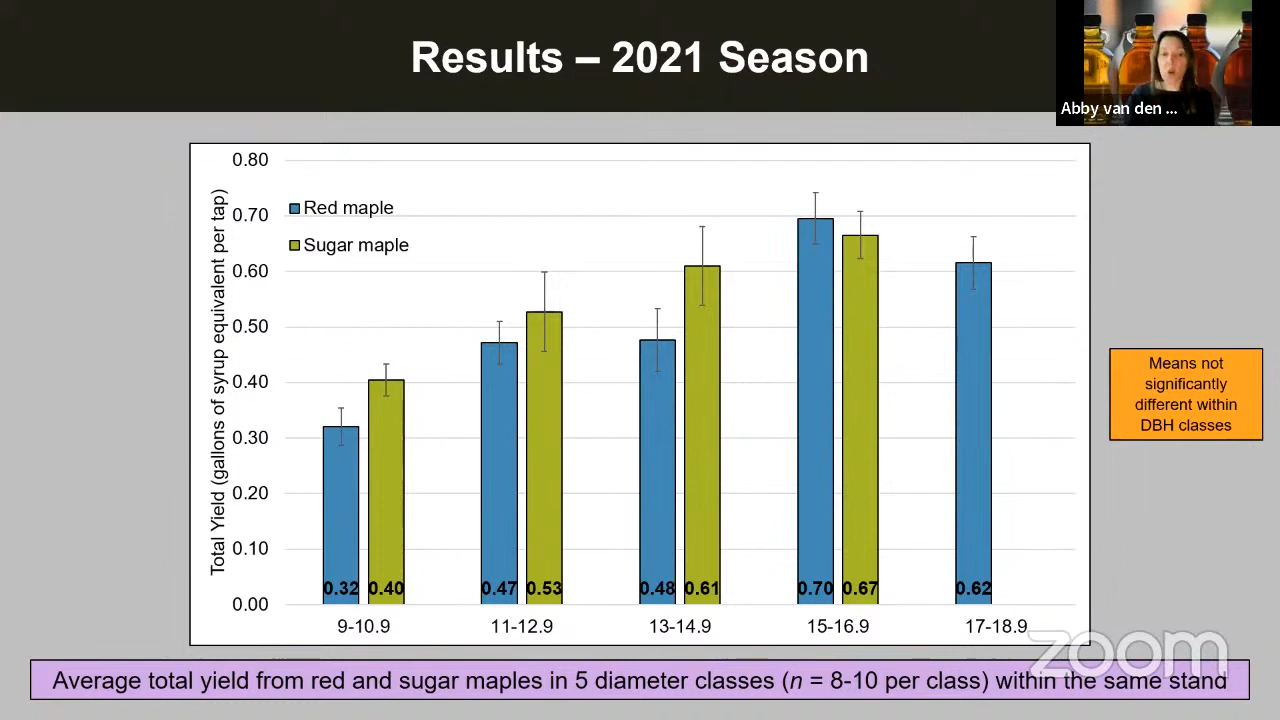 Results – 2021 Season
Abby van den ...
Total Yield (gallons of syrup equivalent per tap)
0.80
0.70
0.60
0.50
0.40
0.30
0.20
0.10
0.00
Red maple
Sugar maple
0.32 0.40 0.47 0.53 0.48 0.61 0.70 0.67 0.62
9-10.9 11-12.9 13-14.9 15-16.9 17-18.9
Means not
significantly
different within
DBH classes
zoom
Average total yield from red and sugar maples in 5 diameter classes (n = 8-10 per class) within the same stand